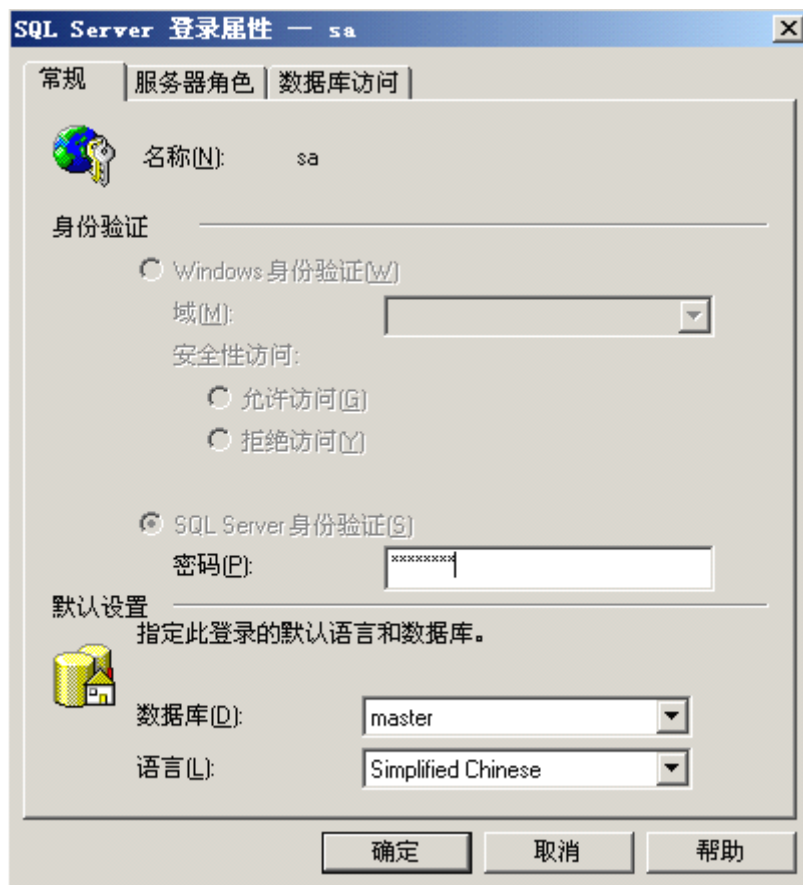 SQL Server 登录属性 — sa
常规 服务器角色 数据库访问
名称(N): sa
身份验证
Windows 身份验证(W)
域(M):
安全性访问:
允许访问(G)
拒绝访问(Y)
SQL Server 身份验证(S)
密码(P): ********
默认设置
指定此登录的默认语言和数据库。
数据库(D): master
语言(L): Simplified Chinese
确定 取消 帮助